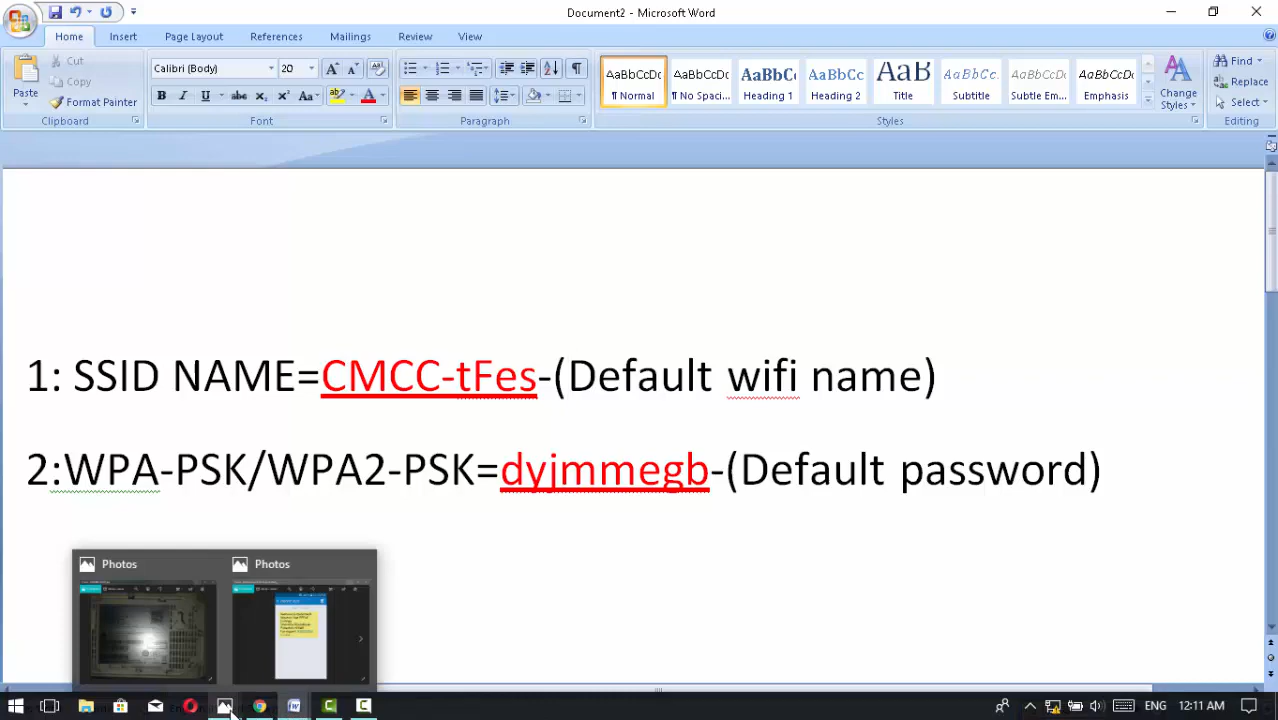 Document2 - Microsoft Word
Home Insert Page Layout References Mailings Review View
Paste
Cut
Copy
Format Painter
Clipboard
Calibri (Body) 20
Font
Paragraph
AaBbCcDc AaBbCcDc AaBbCc AaBbCc AaB AaBbCc. AaBbCcDc AaBbCcDc
¶ Normal ¶ No Spaci... Heading 1 Heading 2 Title Subtitle Subtle Em... Emphasis
Change Styles
Styles
Find
Replace
Select
Editing
1: SSID NAME=CMCC-tFes-(Default wifi name)
2:WPA-PSK/WPA2-PSK=dyjmmegb-(Default password)
Photos Photos
ENG 12:11 AM